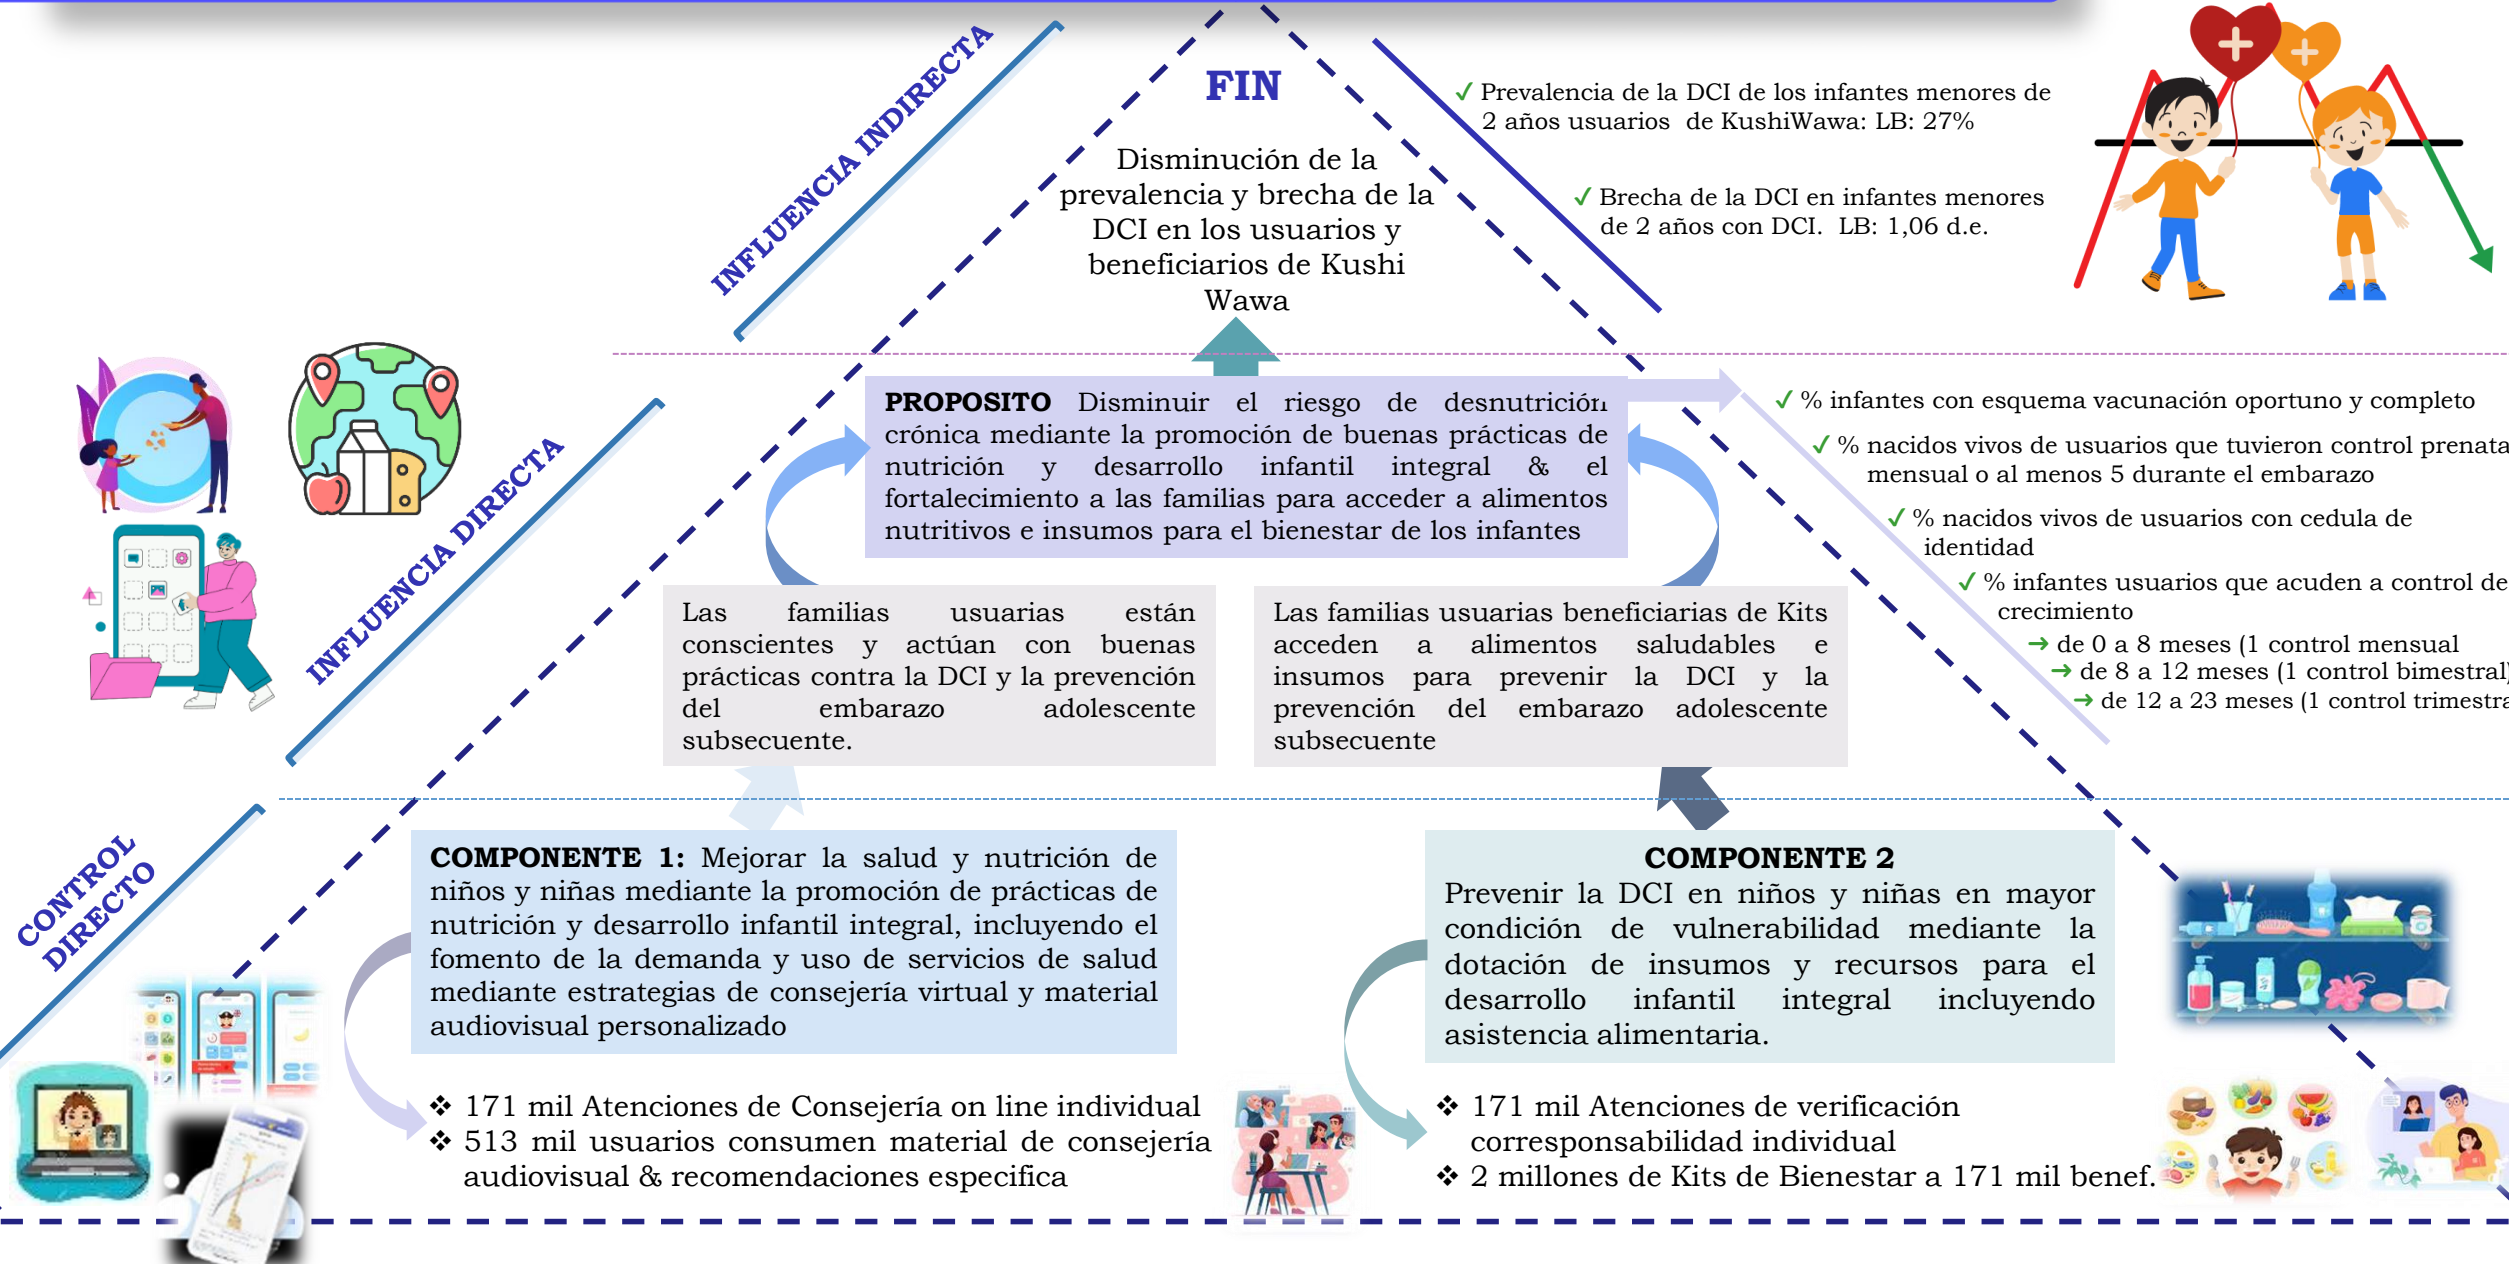 FIN
Disminución de la
prevalencia y brecha de la
DCI en los usuarios y
beneficiarios de Kushi
Wawa
INFLUENCIA INDIRECTA
✓ Prevalencia de la DCI de los infantes menores de
2 años usuarios de KushiWawa: LB: 27%
✓ Brecha de la DCI en infantes menores
de 2 años con DCI. LB: 1,06 d.e.
INFLUENCIA DIRECTA
PROPOSITO Disminuir el riesgo de desnutrición
crónica mediante la promoción de buenas prácticas de
nutrición y desarrollo infantil integral & el
fortalecimiento a las familias para acceder a alimentos
nutritivos e insumos para el bienestar de los infantes
✓ % infantes con esquema vacunación oportuno y completo
✓ % nacidos vivos de usuarios que tuvieron control prenata
mensual o al menos 5 durante el embarazo
✓ % nacidos vivos de usuarios con cedula de
identidad
✓ % infantes usuarios que acuden a control de
crecimiento
→ de 0 a 8 meses (1 control mensual
→ de 8 a 12 meses (1 control bimestral)
→ de 12 a 23 meses (1 control trimestra
Las familias usuarias están
conscientes y actúan con buenas
prácticas contra la DCI y la prevención
del embarazo adolescente
subsecuente.
Las familias usuarias beneficiarias de Kits
acceden a alimentos saludables e
insumos para prevenir la DCI y la
prevención del embarazo adolescente
subsecuente
CONTROL
DIRECTO
COMPONENTE 1: Mejorar la salud y nutrición de
niños y niñas mediante la promoción de prácticas de
nutrición y desarrollo infantil integral, incluyendo el
fomento de la demanda y uso de servicios de salud
mediante estrategias de consejería virtual y material
audiovisual personalizado
❖ 171 mil Atenciones de Consejería on line individual
❖ 513 mil usuarios consumen material de consejería
audiovisual & recomendaciones especifica
COMPONENTE 2
Prevenir la DCI en niños y niñas en mayor
condición de vulnerabilidad mediante la
dotación de insumos y recursos para el
desarrollo infantil integral incluyendo
asistencia alimentaria.
❖ 171 mil Atenciones de verificación
corresponsabilidad individual
❖ 2 millones de Kits de Bienestar a 171 mil benef.